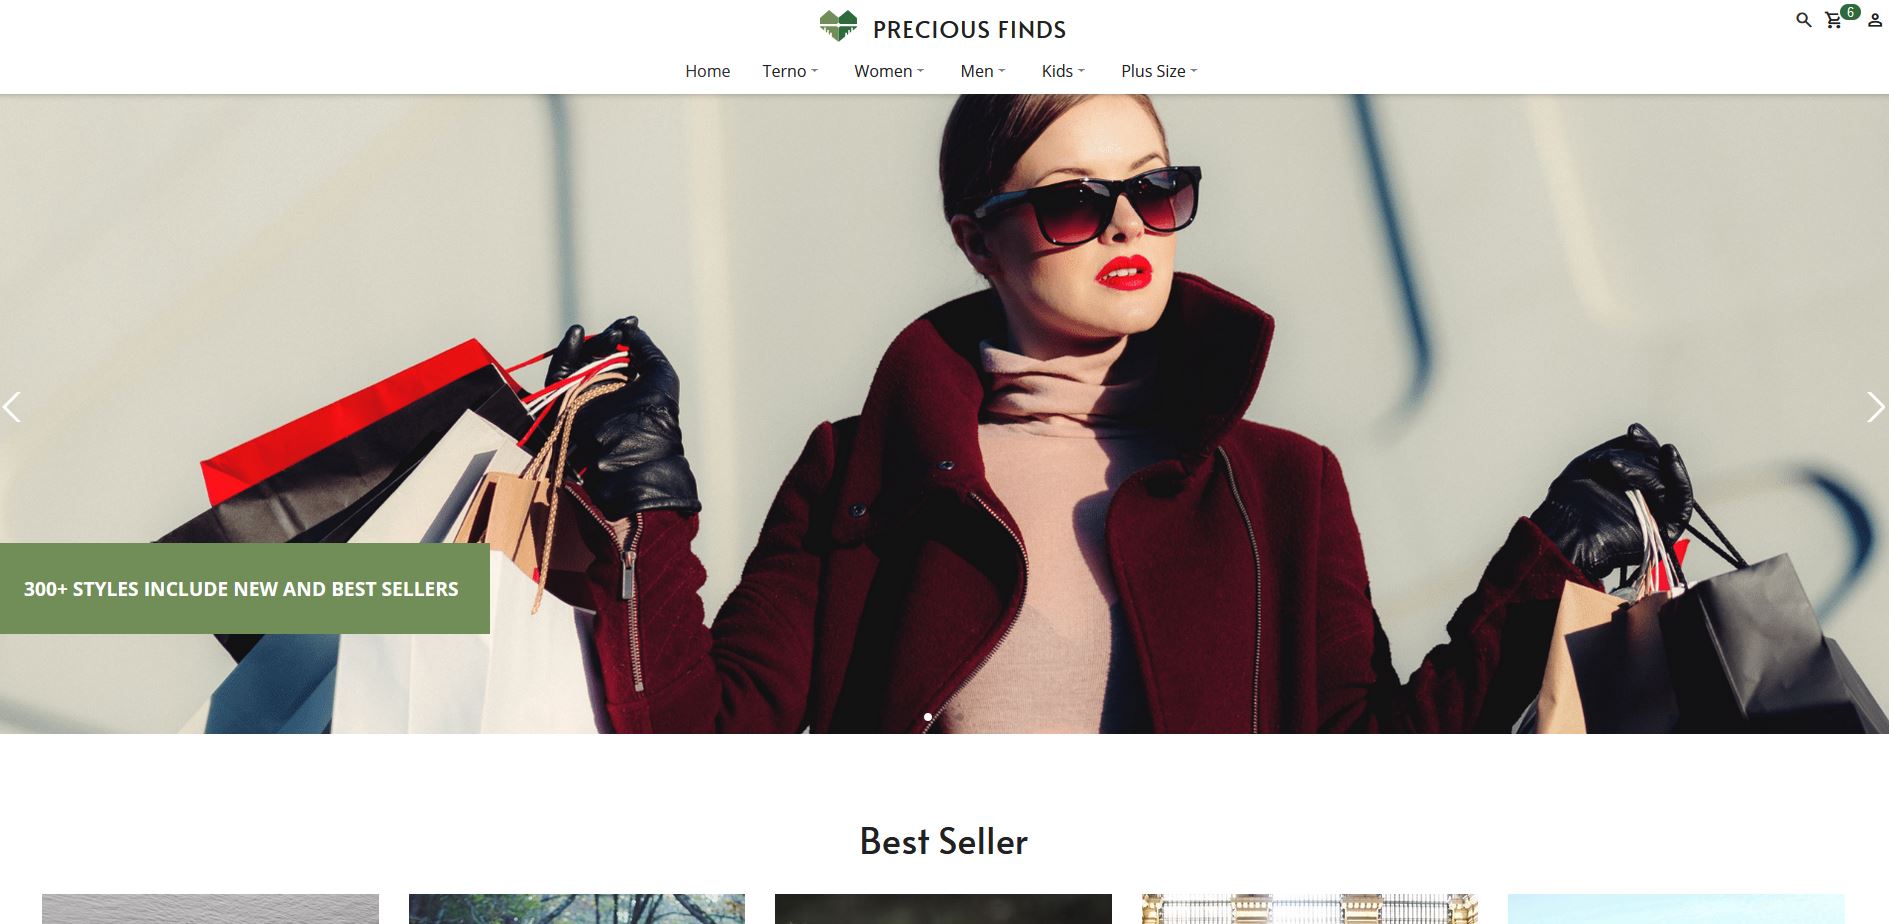 PRECIOUS FINDS
6
Home Terno Women Men Kids Plus Size
300+ STYLES INCLUDE NEW AND BEST SELLERS
Best Seller